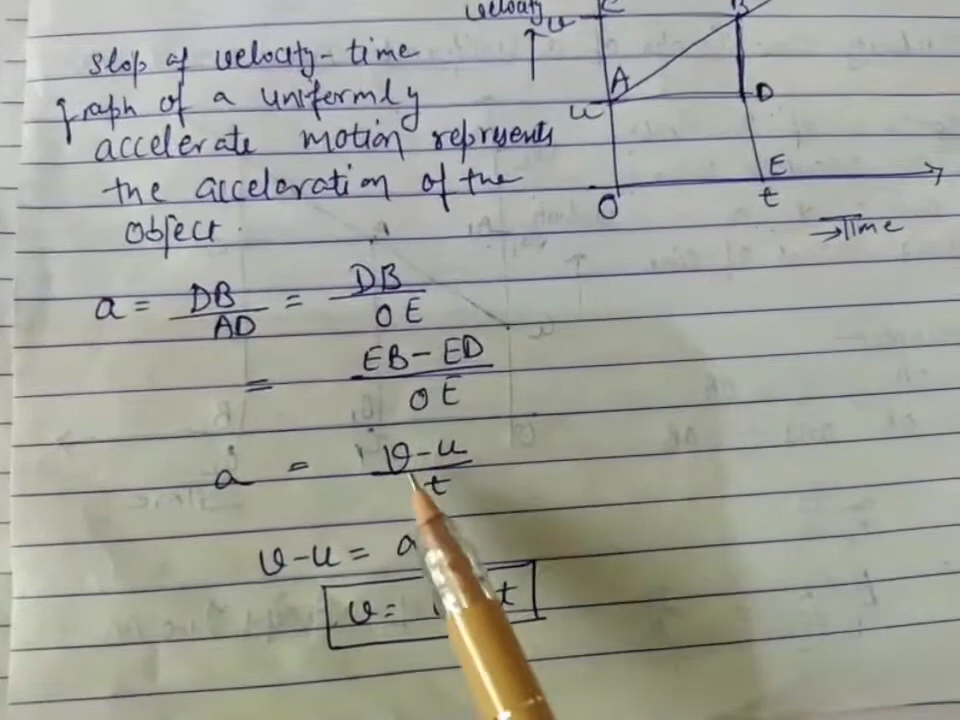 velocity v C B
slop of velocity-time
graph of a uniformly
accelerate motion represents
the acceleration of the
object.
A
u D
E
O t
→Time
a = DB/AD = DB/OE
= EB-ED/OE
a = v-u/t
v-u = a
v = t